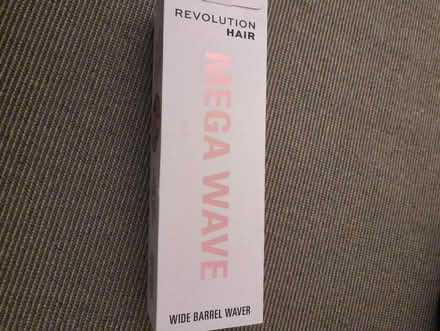 REVOLUTION
HAIR
MEGA WAVE
WIDE BARREL WAVER